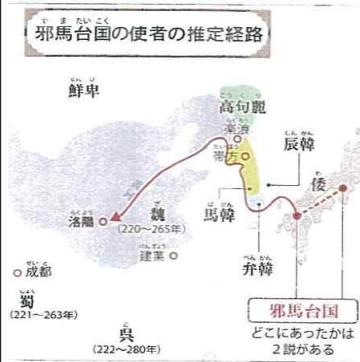 邪馬台国の使者の推定経路
鮮卑
高句麗
楽浪
帯方
辰韓
倭
洛陽
魏
(220〜265年)
馬韓
建業
弁韓
成都
蜀
(221〜263年)
呉
(222〜280年)
邪馬台国
どこにあったかは
2説がある